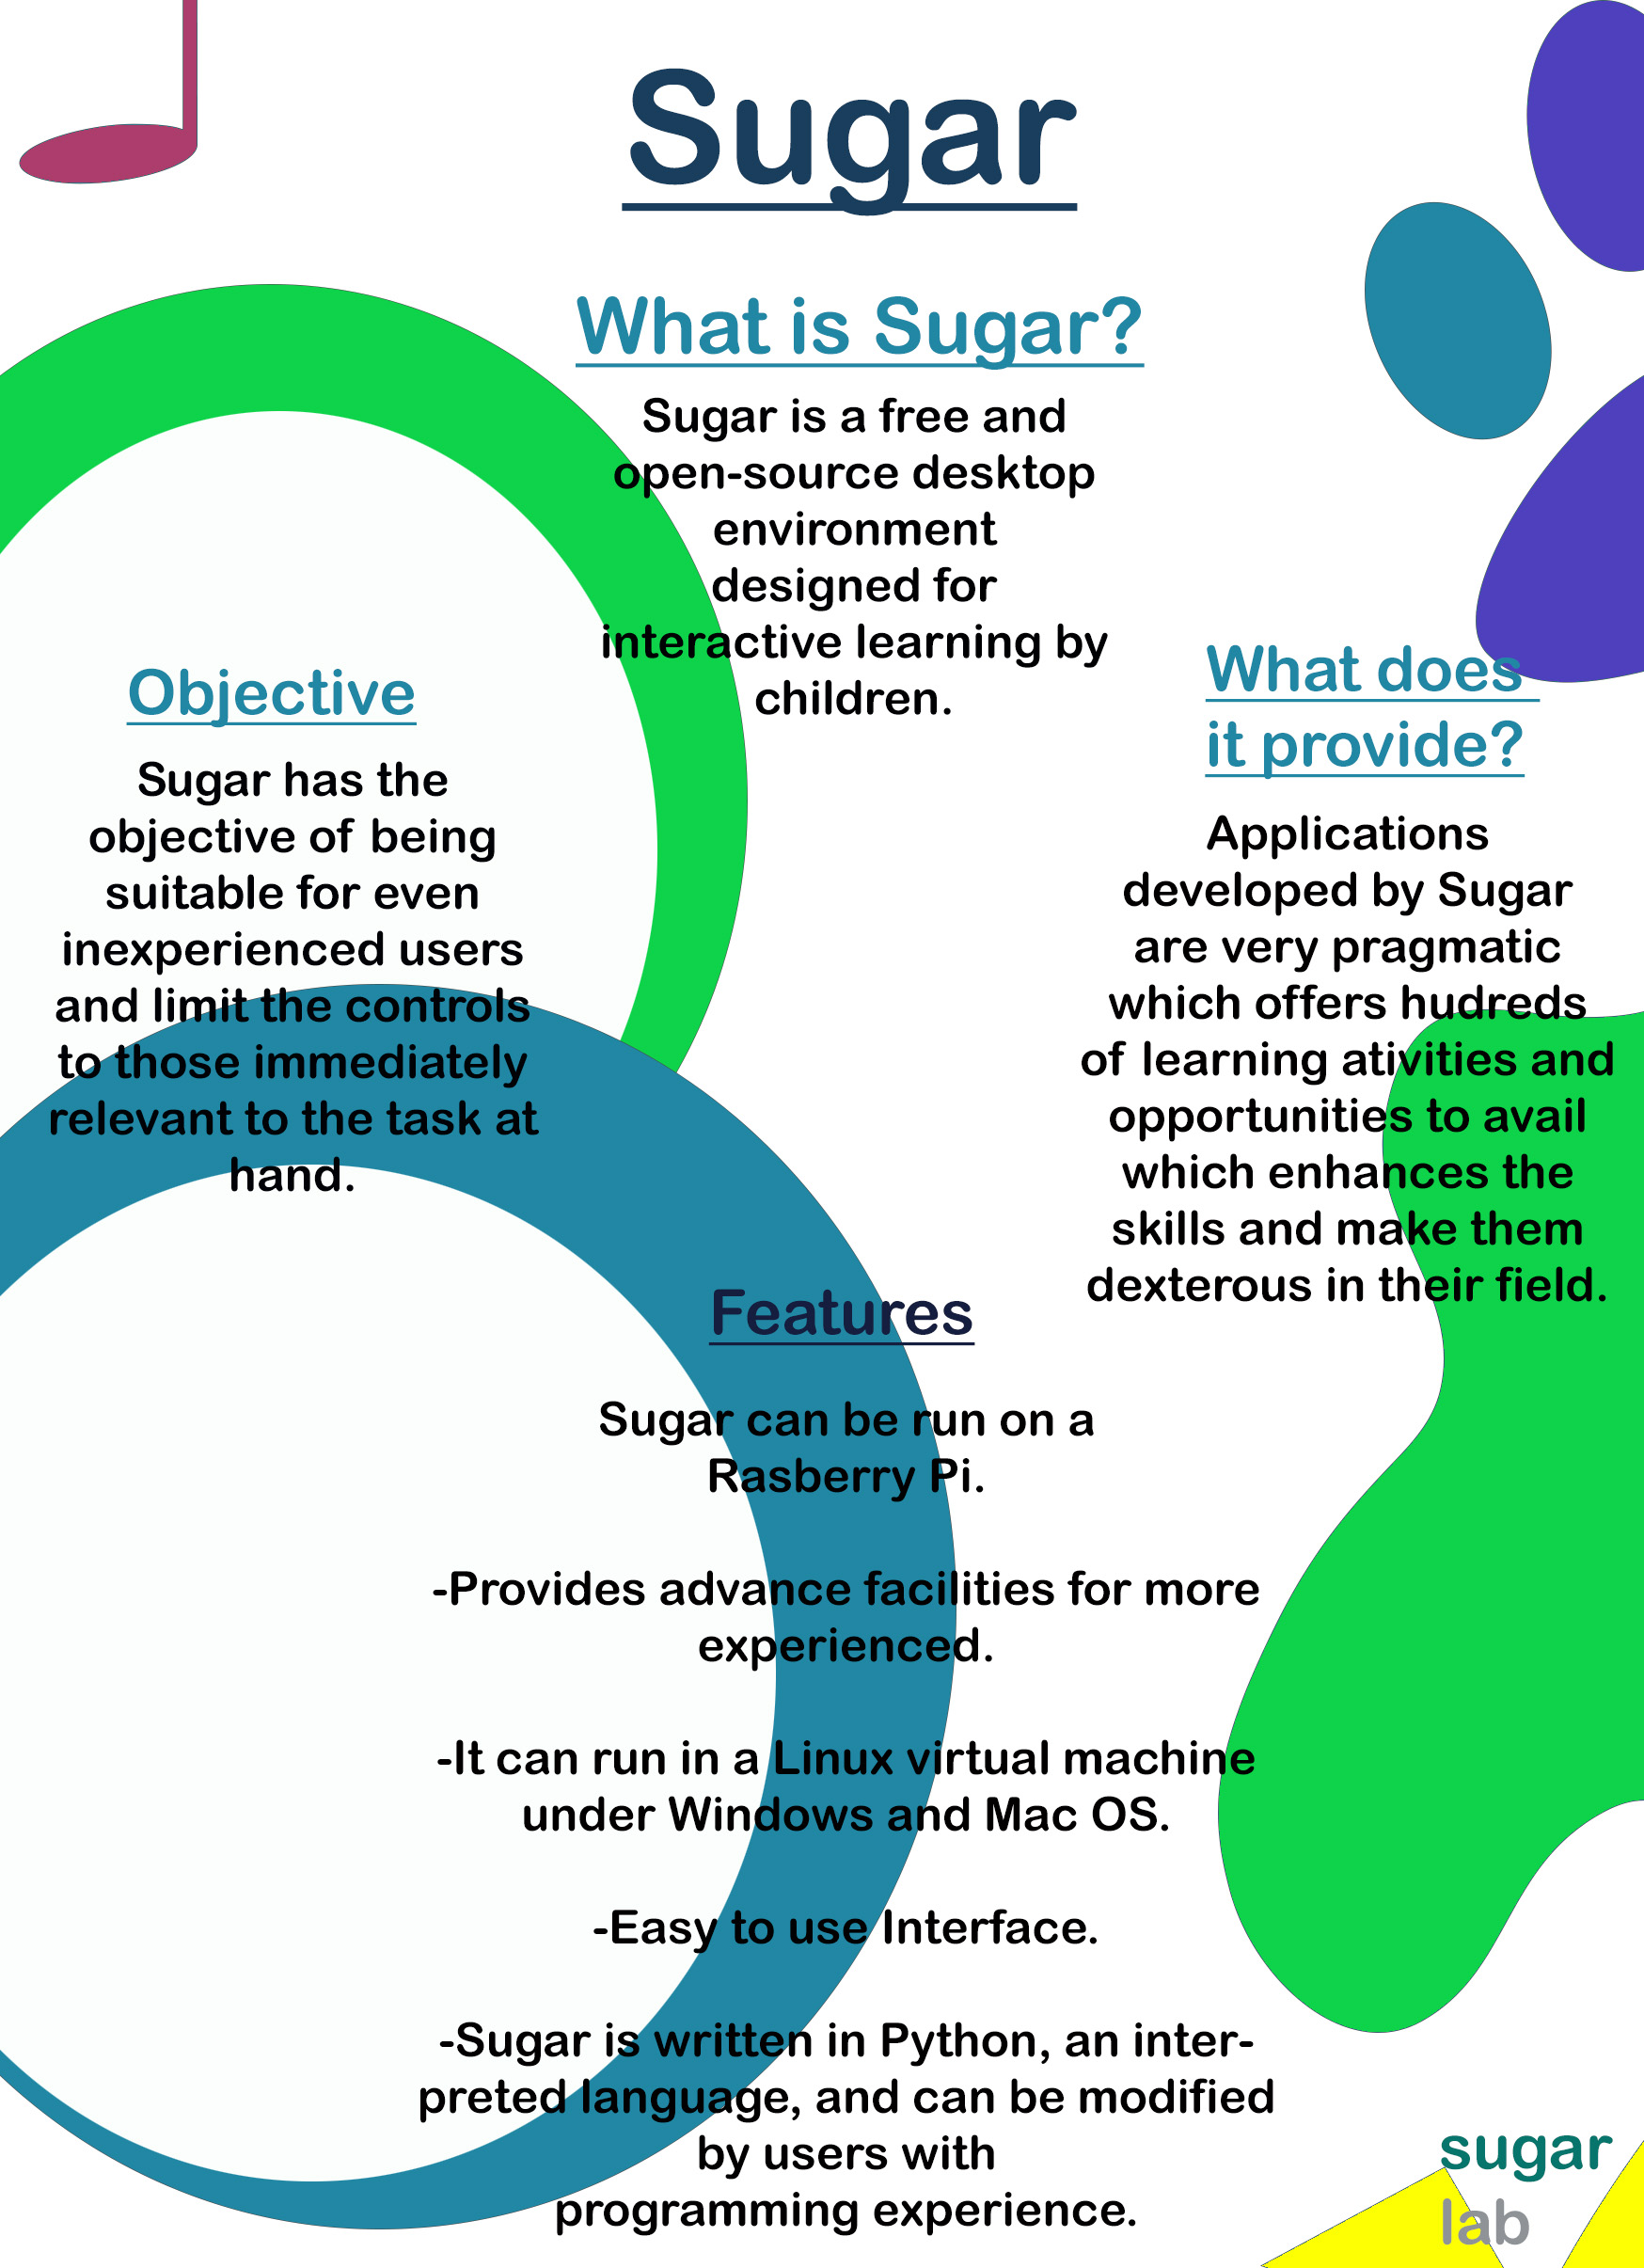 Sugar
What is Sugar?
Sugar is a free and
open-source desktop
environment
designed for
interactive learning by
children.
Objective
Sugar has the
objective of being
suitable for even
inexperienced users
and limit the controls
to those immediately
relevant to the task at
hand.
What does
it provide?
Applications
developed by Sugar
are very pragmatic
which offers hudreds
of learning ativities and
opportunities to avail
which enhances the
skills and make them
dexterous in their field.
Features
Sugar can be run on a
Rasberry Pi.
-Provides advance facilities for more
experienced.
-It can run in a Linux virtual machine
under Windows and Mac OS.
-Easy to use Interface.
-Sugar is written in Python, an inter-
preted language, and can be modified
by users with
programming experience.
sugar
lab